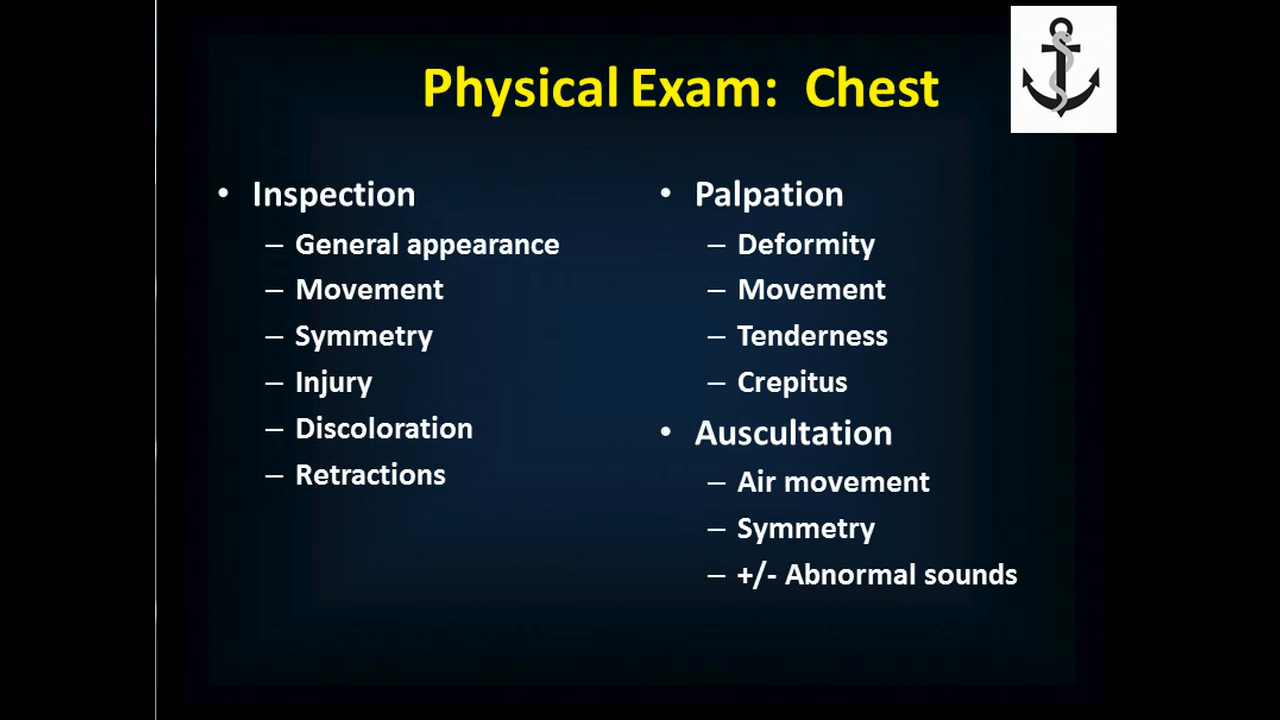 Physical Exam: Chest
• Inspection
– General appearance
– Movement
– Symmetry
– Injury
– Discoloration
– Retractions
• Palpation
– Deformity
– Movement
– Tenderness
– Crepitus
• Auscultation
– Air movement
– Symmetry
– +/- Abnormal sounds